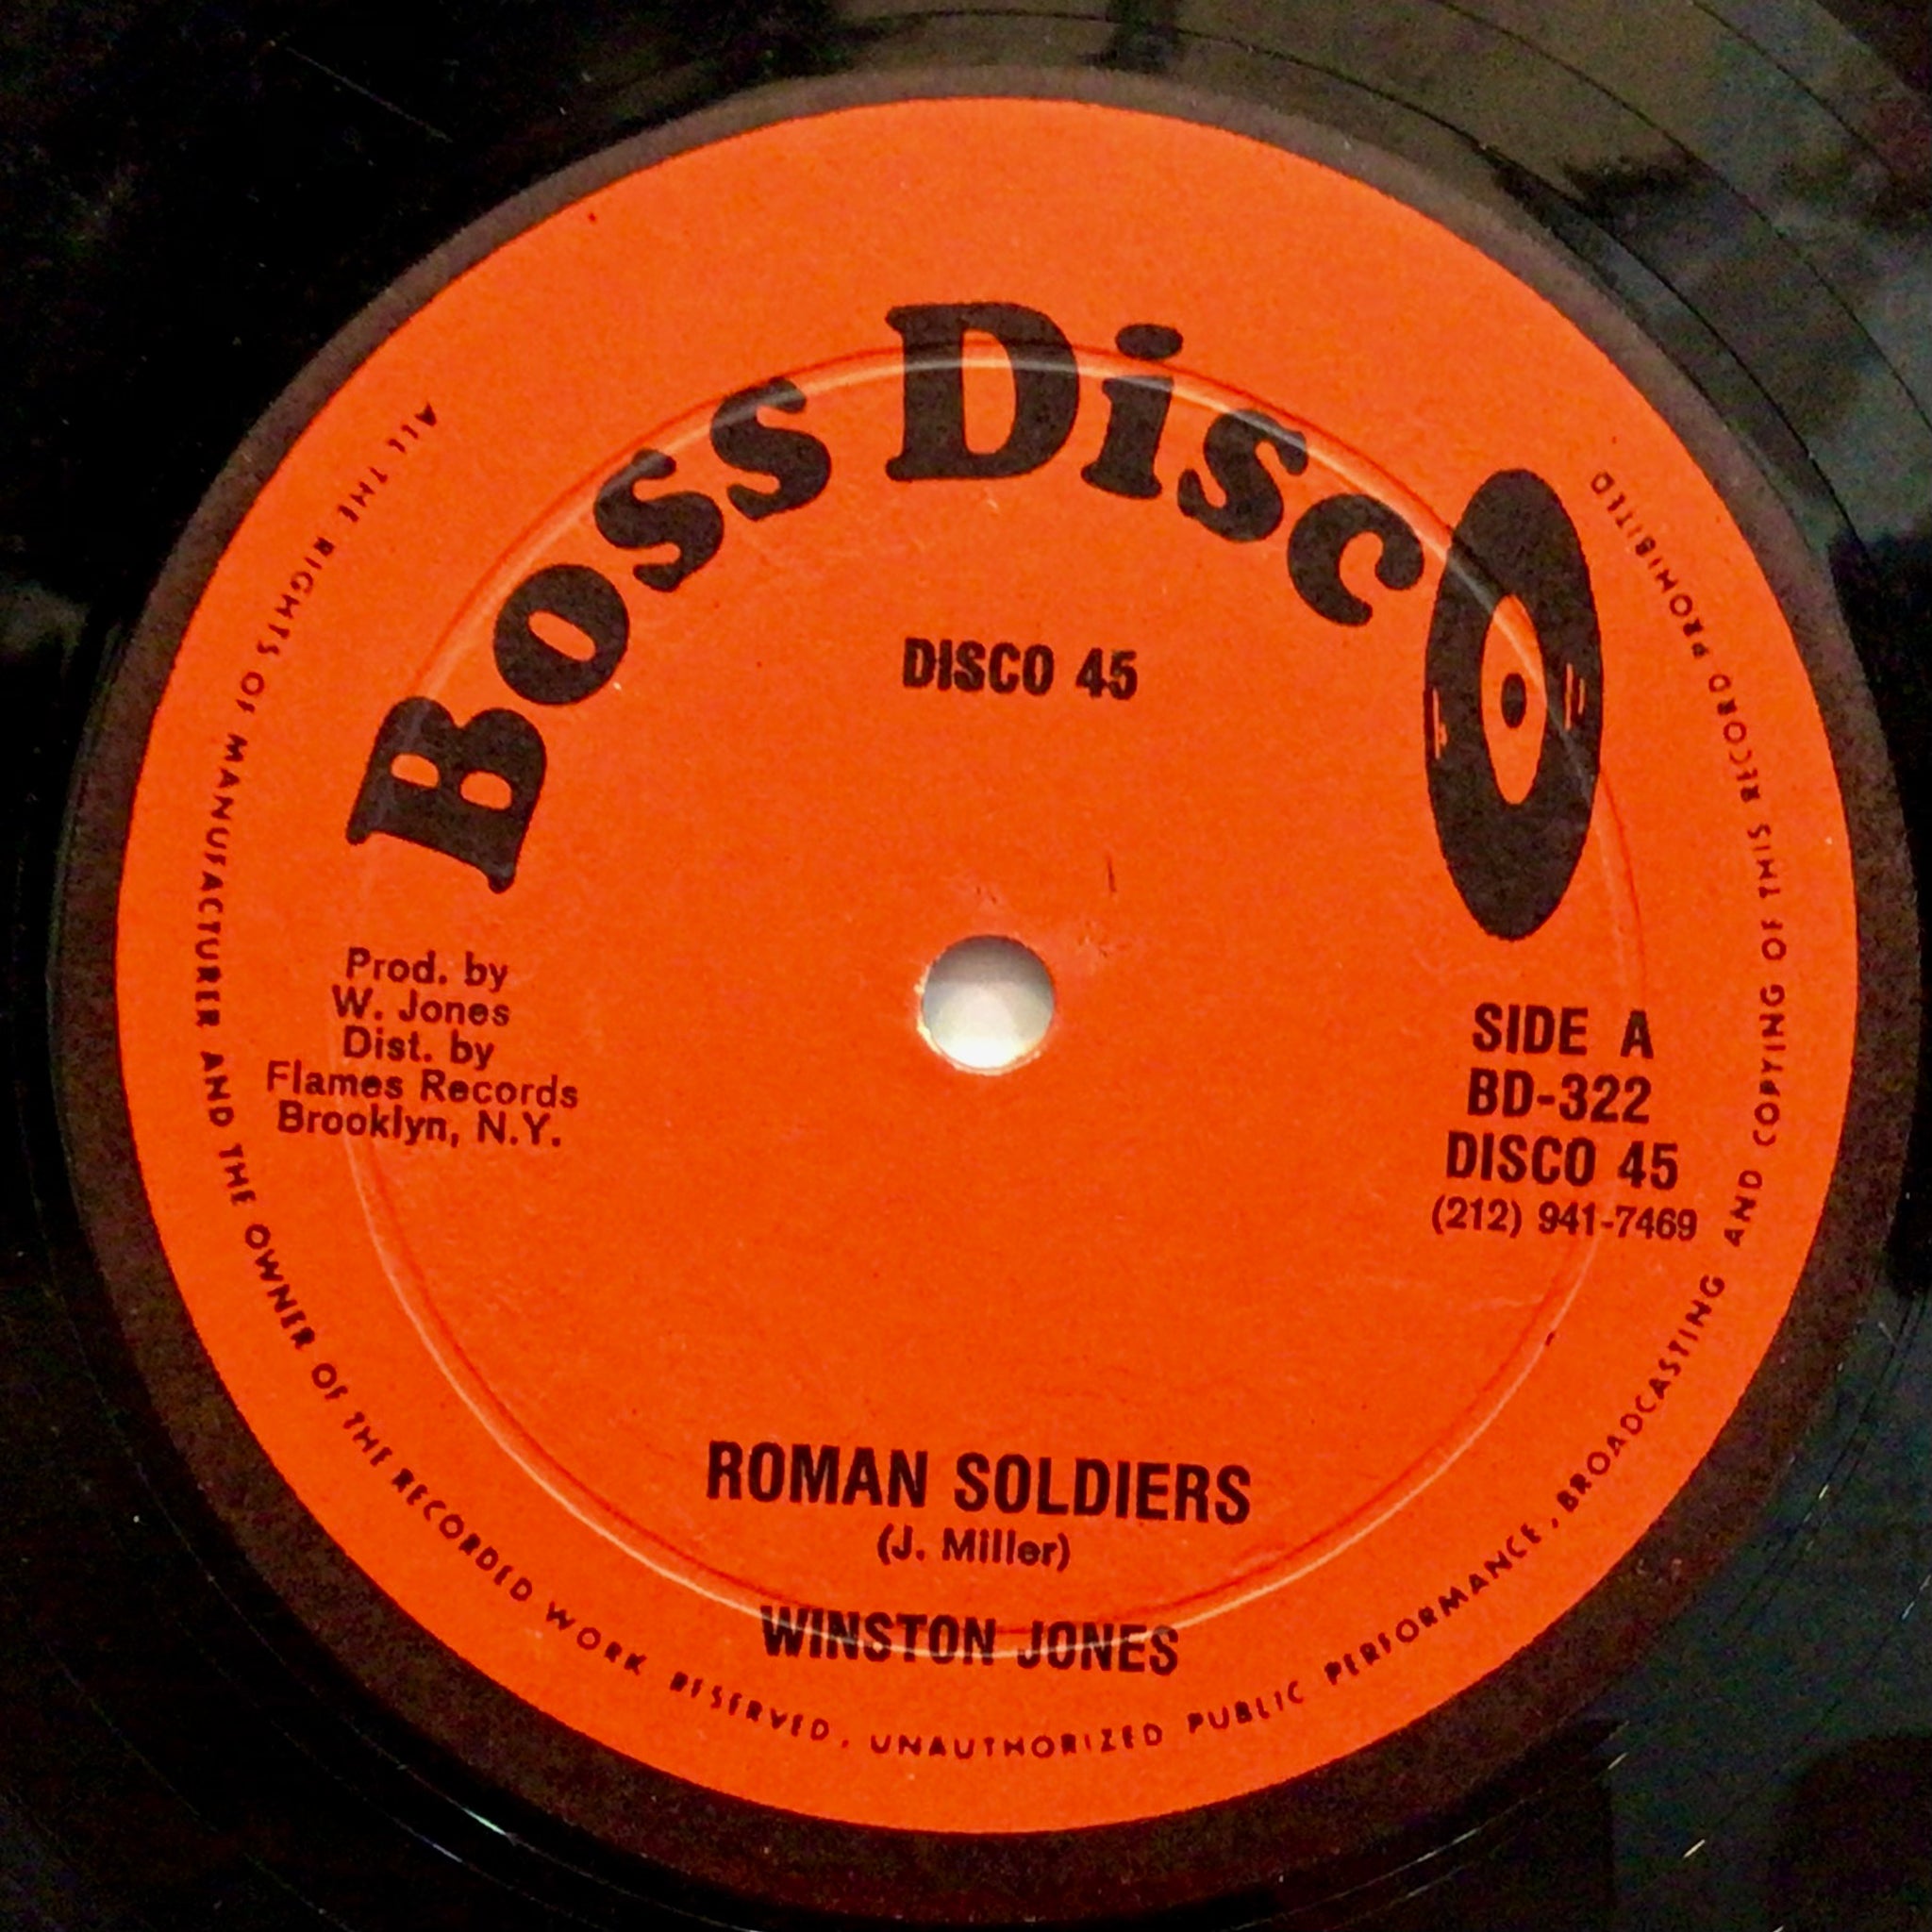 Boss Disco
DISCO 45
Prod. by
W. Jones
Dist. by
Flames Records
Brooklyn, N.Y.
SIDE A
BD-322
DISCO 45
(212) 941-7469
ROMAN SOLDIERS
(J. Miller)
WINSTON JONES
ALL THE RIGHTS OF MANUFACTURER AND THE OWNER OF THE RECORDED WORK RESERVED. UNAUTHORIZED PUBLIC PERFORMANCE, BROADCASTING AND COPYING OF THIS RECORD PROHIBITED